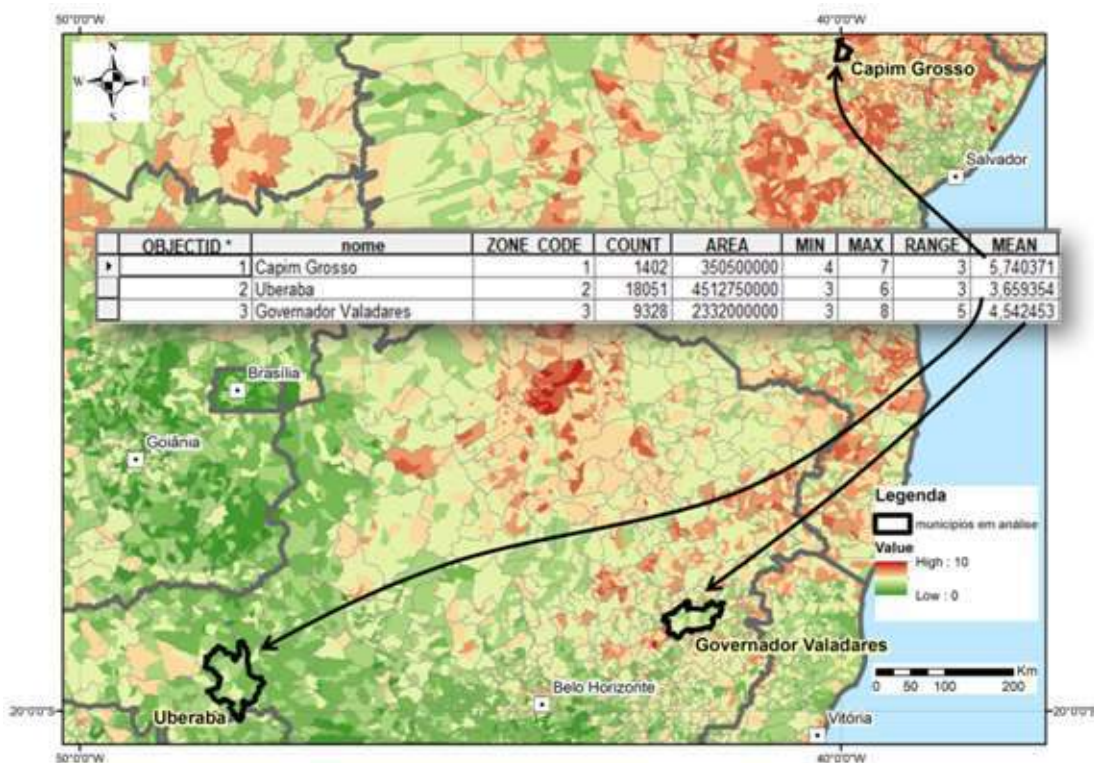 50°0'0"W 40°0'0"W
N
W E
S
Capim Grosso
Salvador
OBJECTID * nome ZONE CODE COUNT AREA MIN MAX RANGE MEAN
1 Capim Grosso 1 1402 350500000 4 7 3 5,740371
2 Uberaba 2 18051 4512750000 3 6 3 3,659354
3 Governador Valadares 3 9328 2332000000 3 8 5 4,542453
Brasília
Goiânia
Legenda
municípios em análise
Value
High : 10
Low : 0
Governador Valadares
Km
0 50 100 200
Belo Horizonte
Uberaba
Vitória
20°0'0"S 20°0'0"S
50°0'0"W 40°0'0"W